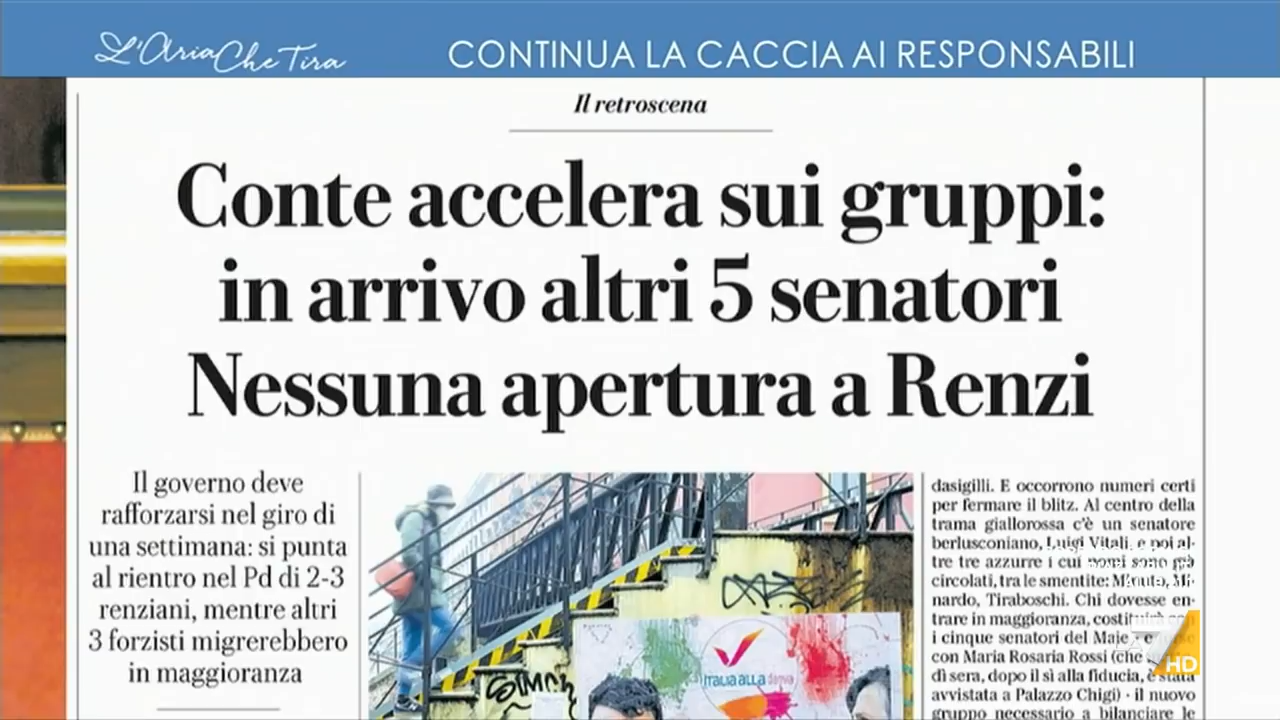 L'Aria Che Tira
CONTINUA LA CACCIA AI RESPONSABILI
Il retroscena
Conte accelera sui gruppi:
in arrivo altri 5 senatori
Nessuna apertura a Renzi
Il governo deve
rafforzarsi nel giro di
una settimana: si punta
al rientro nel Pd di 2-3
renziani, mentre altri
3 forzisti migrerebbero
in maggioranza
ITALIA ALLA deriva
dasigilli. E occorrono numeri certi
per fermare il blitz. Al centro della
trama giallorossa c'è un senatore
berlusconiano, Luigi Vitali, e poi al-
tre tre azzurre i cui nomi sono già
circolati, tra le smentite:
nardo, Tiraboschi. Chi dovesse en-
trare in maggioranza,
i cinque senatori del Maie e forse
con Maria Rosaria Rossi (che
dì sera, dopo il sì alla fiducia, è stata
avvistata a Palazzo Chigi) - il nuovo
gruppo necessario a bilanciare le
HD